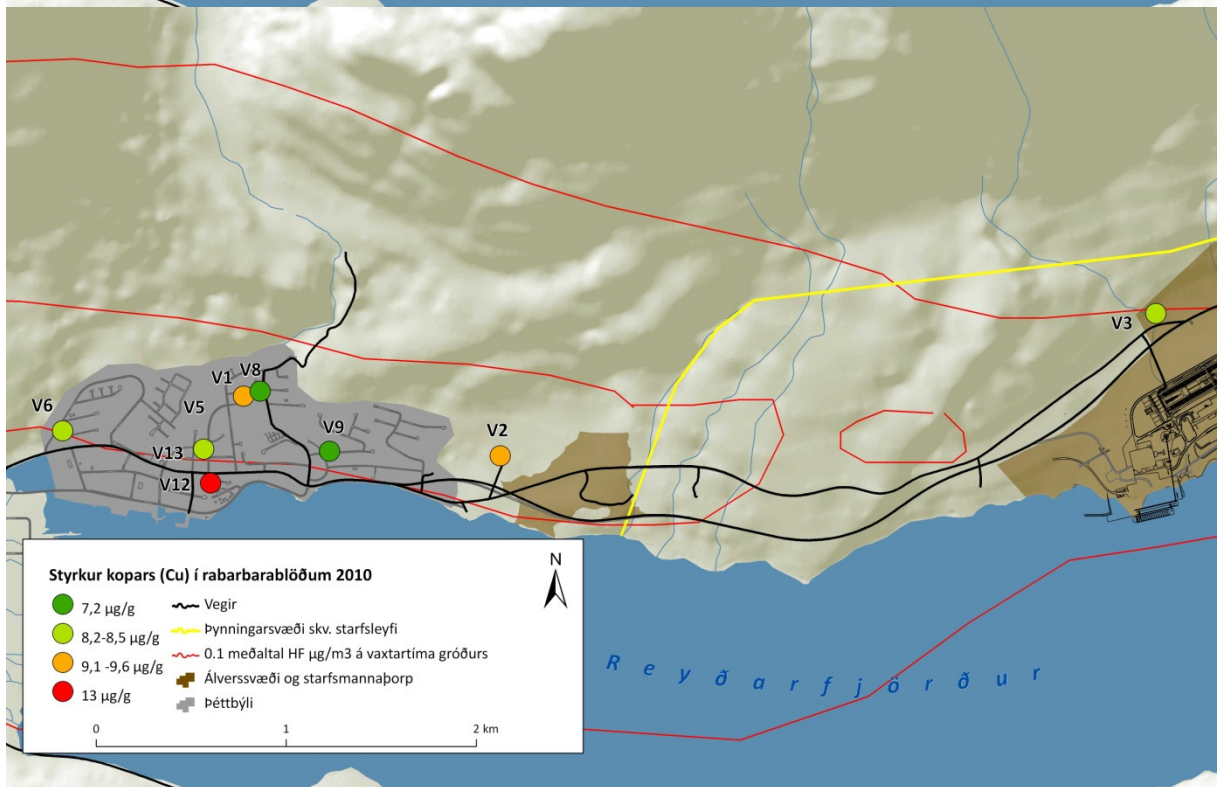 V3
V8
V1
V6
V5
V9
V2
V13
V12
Styrkur kopars (Cu) í rabarbarablöðum 2010
7,2 µg/g
8,2-8,5 µg/g
9,1 -9,6 µg/g
13 µg/g
Vegir
Þynningarsvæði skv. starfsleyfi
0.1 meðaltal HF µg/m3 á vaxtartíma gróðurs
Álverssvæði og starfsmannaþorp
Þéttbýli
N
0 1 2 km
Reyðarfjörður